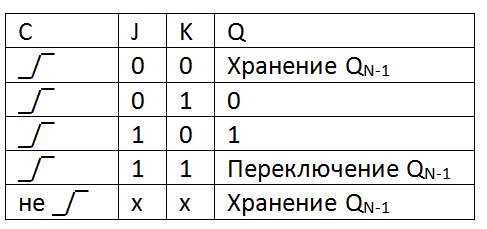 C J K Q
0 0 Хранение QN-1
0 1 0
1 0 1
1 1 Переключение QN-1
не x x Хранение QN-1